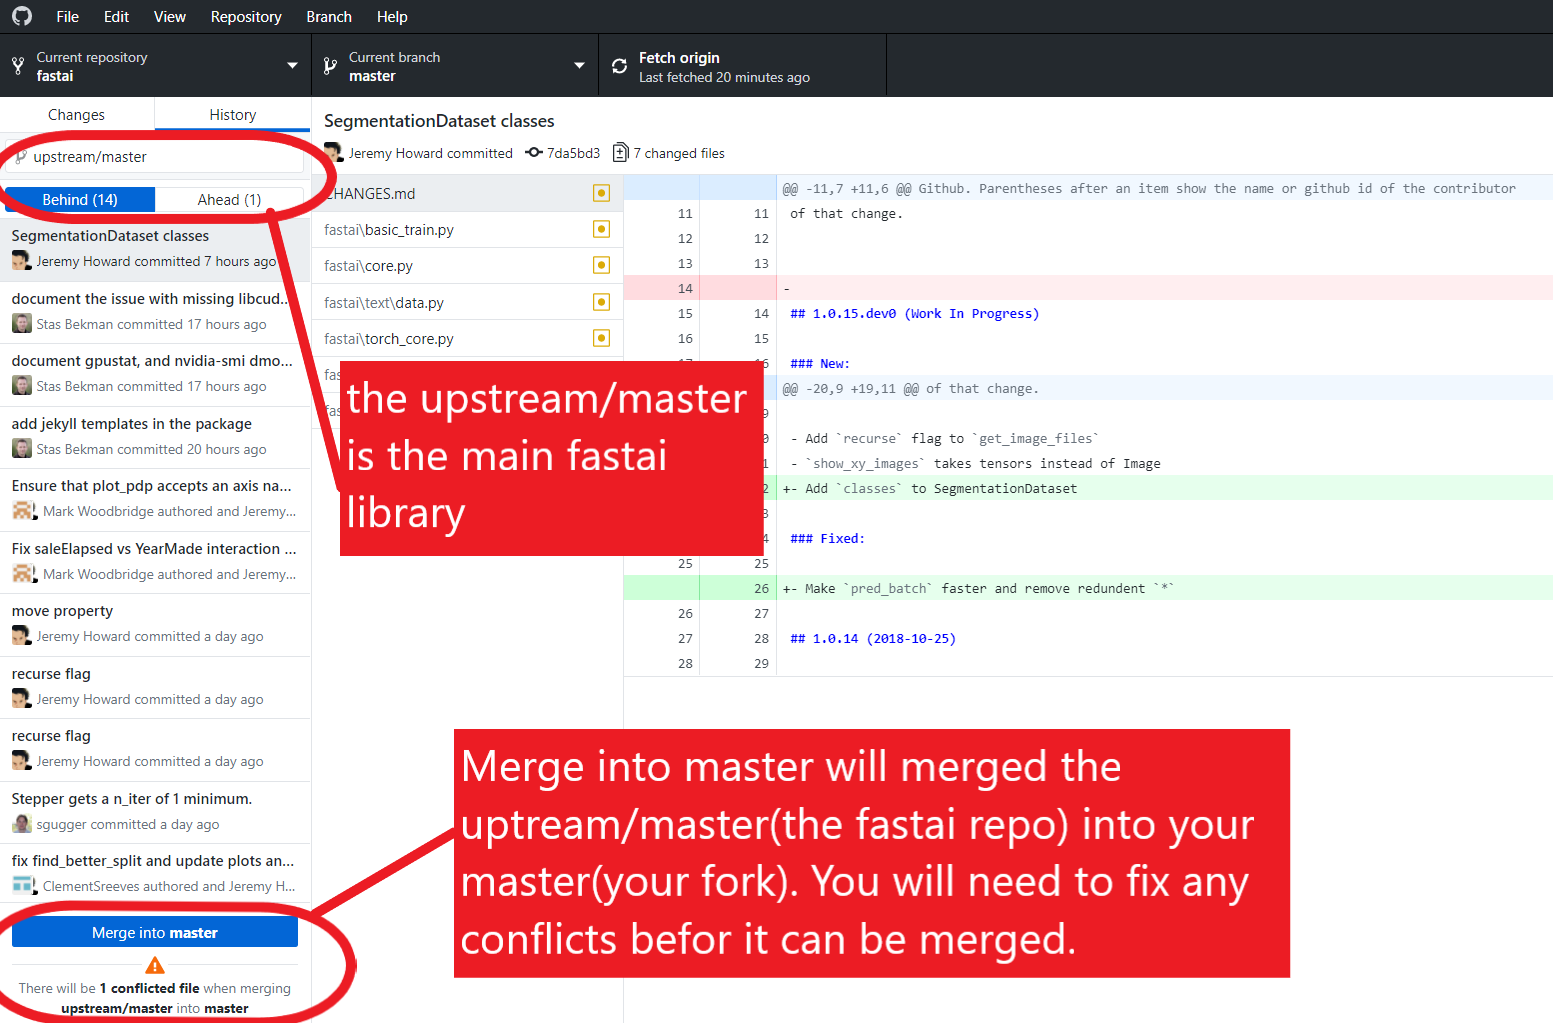 File Edit View Repository Branch Help
Current repository
fastai
Current branch
master
Fetch origin
Last fetched 20 minutes ago
Changes
History
upstream/master
Behind (14)
Ahead (1)
SegmentationDataset classes
Jeremy Howard committed 7 hours ago
document the issue with missing libcud...
Stas Bekman committed 17 hours ago
document gpustat, and nvidia-smi dmo...
Stas Bekman committed 17 hours ago
add jekyll templates in the package
Stas Bekman committed 20 hours ago
Ensure that plot_pdp accepts an axis na...
Mark Woodbridge authored and Jeremy...
Fix saleElapsed vs YearMade interaction ...
Mark Woodbridge authored and Jeremy...
move property
Jeremy Howard committed a day ago
recurse flag
Jeremy Howard committed a day ago
recurse flag
Jeremy Howard committed a day ago
Stepper gets a n_iter of 1 minimum.
sgugger committed a day ago
fix find_better_split and update plots an...
ClementSreeves authored and Jeremy H...
Merge into master
There will be 1 conflicted file when merging
upstream/master into master
SegmentationDataset classes
Jeremy Howard committed 7da5bd3 7 changed files
CHANGES.md
fastai\basic_train.py
fastai\core.py
fastai\text\data.py
fastai\torch_core.py
@@ -11,7 +11,6 @@ Github. Parentheses after an item show the name or github id of the contributor
11 11 of that change.
12 12
13 13
14 -
15 14 ## 1.0.15.dev0 (Work In Progress)
16 15
### New:
@@ -20,9 +19,11 @@ of that change.
- Add `recurse` flag to `get_image_files`
- `show_xy_images` takes tensors instead of Image
+- Add `classes` to SegmentationDataset
### Fixed:
25 25
26 +- Make `pred_batch` faster and remove redundent `*`
26 27
27 28 ## 1.0.14 (2018-10-25)
28 29
the upstream/master
is the main fastai
library
Merge into master will merged the
uptream/master(the fastai repo) into your
master(your fork). You will need to fix any
conflicts befor it can be merged.